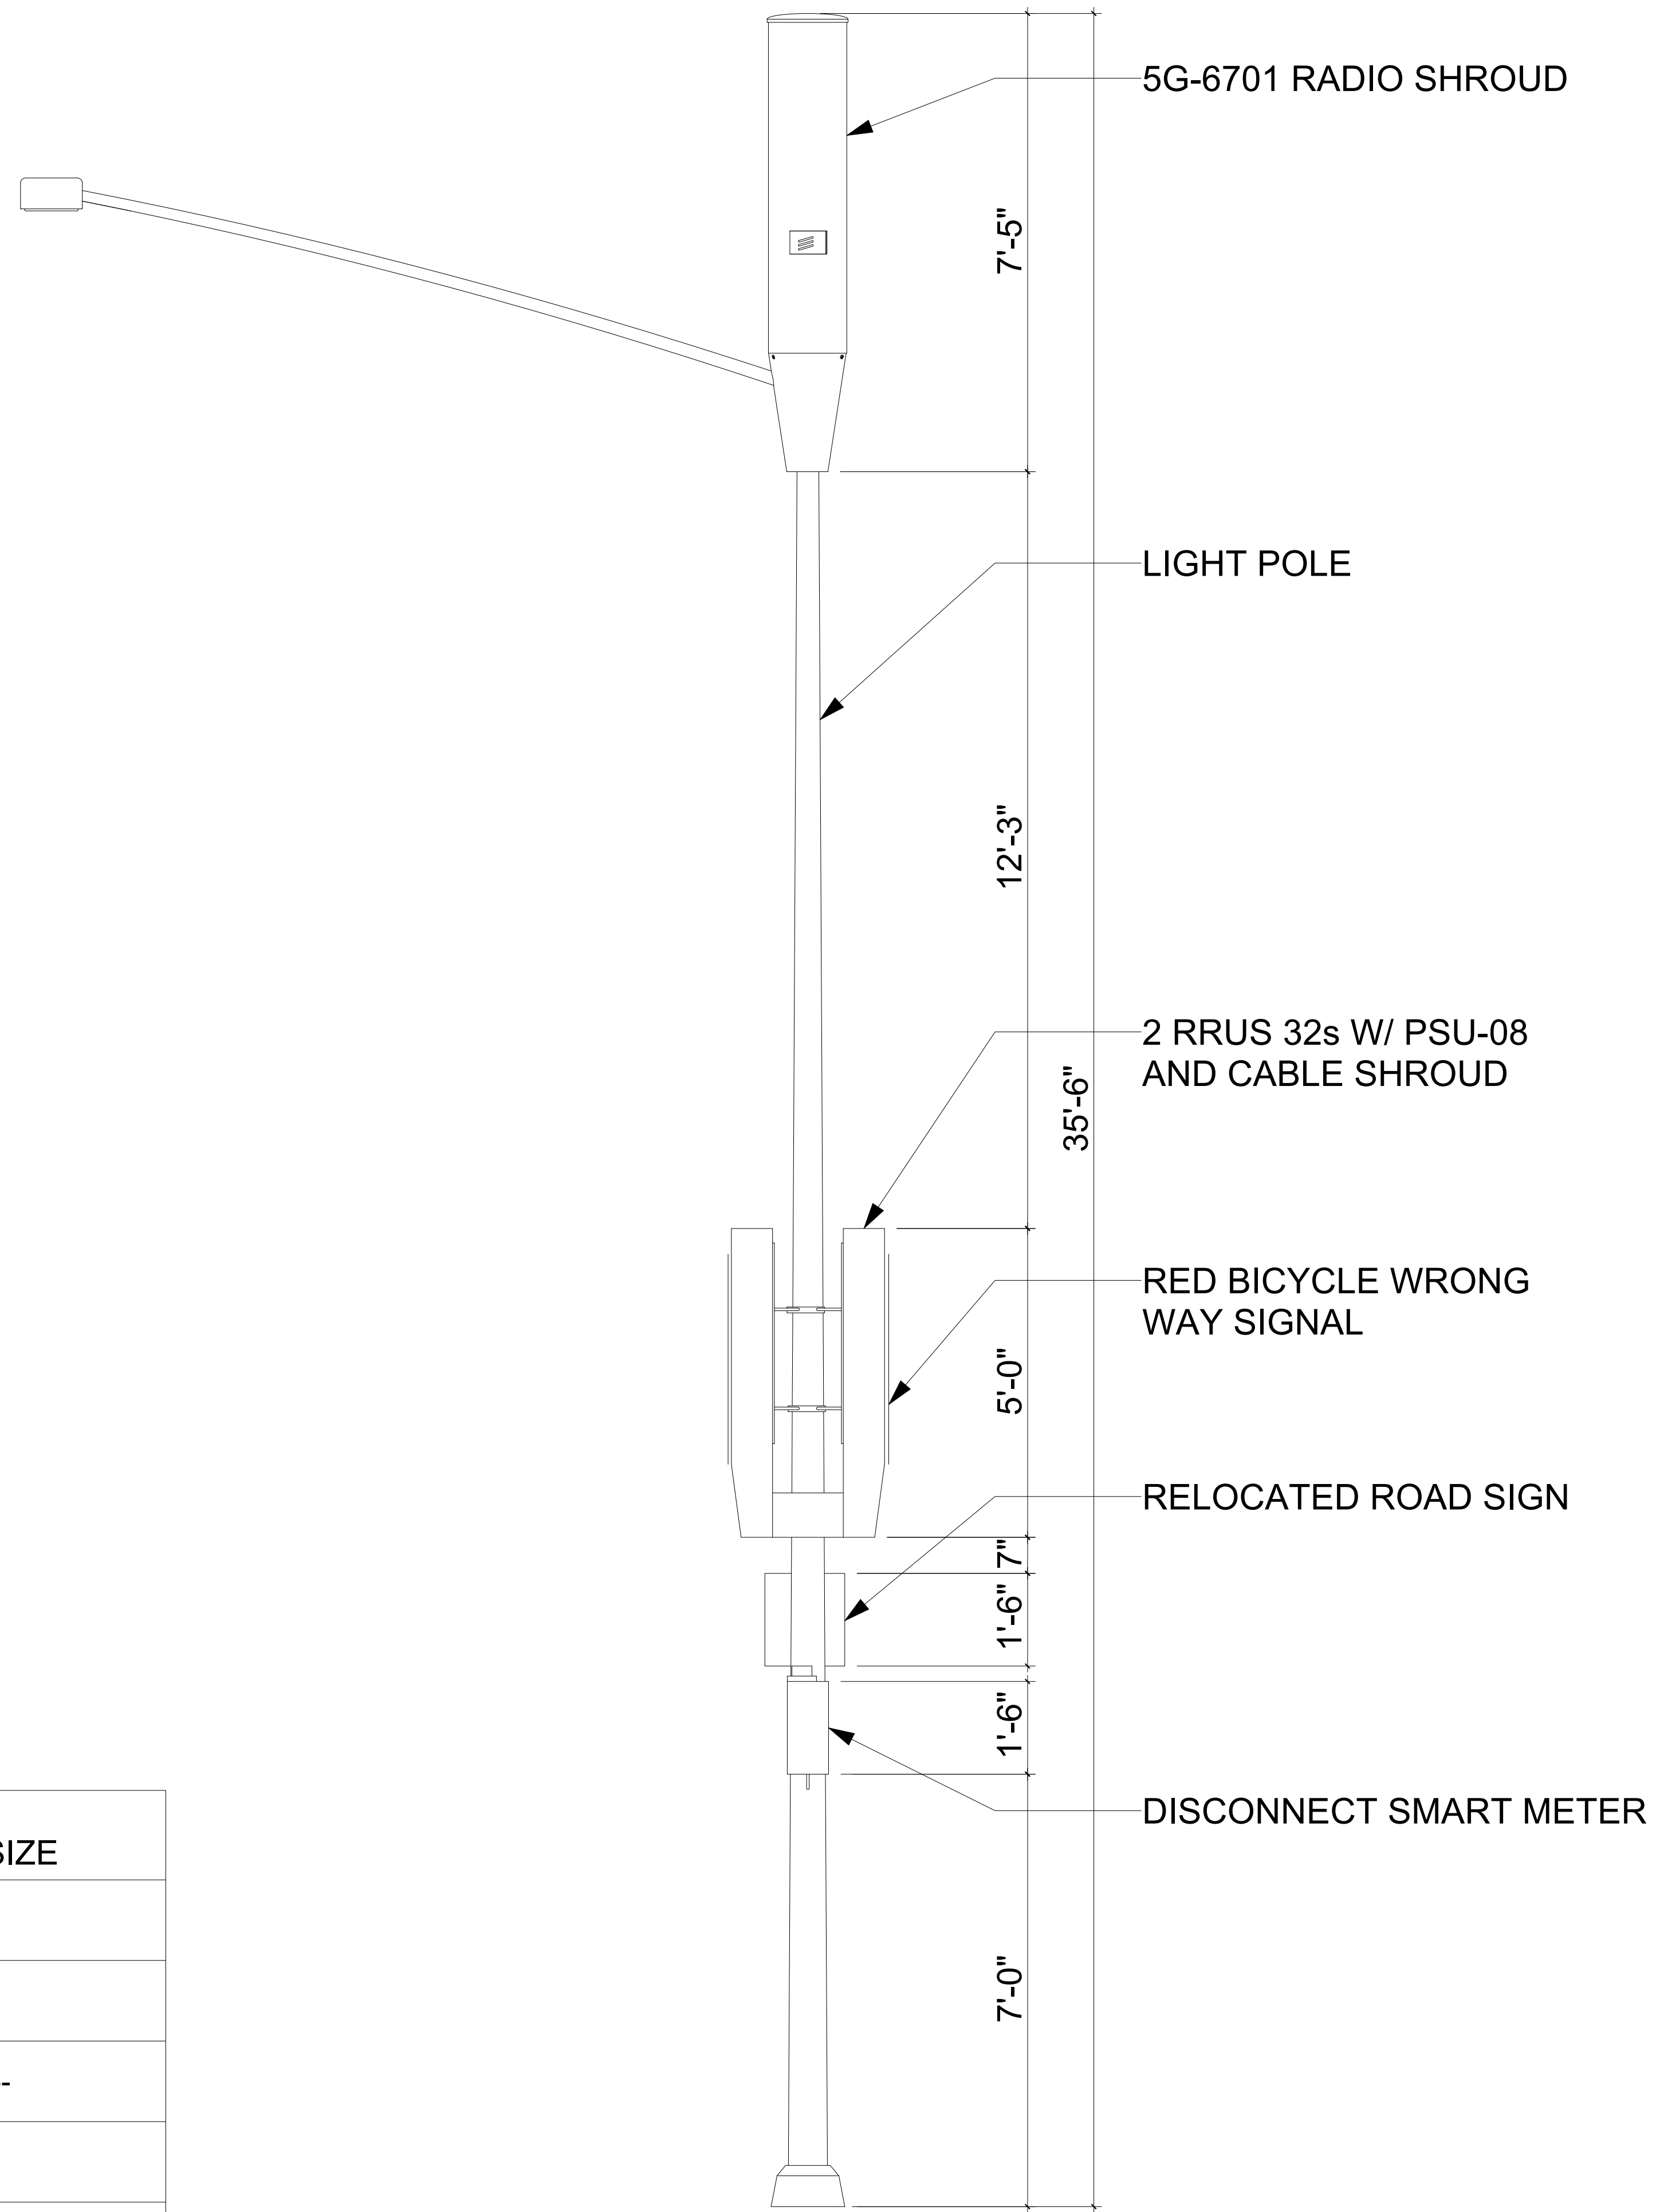 5G-6701 RADIO SHROUD
7'-5"
LIGHT POLE
12'-3"
2 RRUS 32s W/ PSU-08
AND CABLE SHROUD
35'-6"
RED BICYCLE WRONG
WAY SIGNAL
5'-0"
RELOCATED ROAD SIGN
7"
1'-6"
1'-6"
DISCONNECT SMART METER
SIZE
7'-0"
-